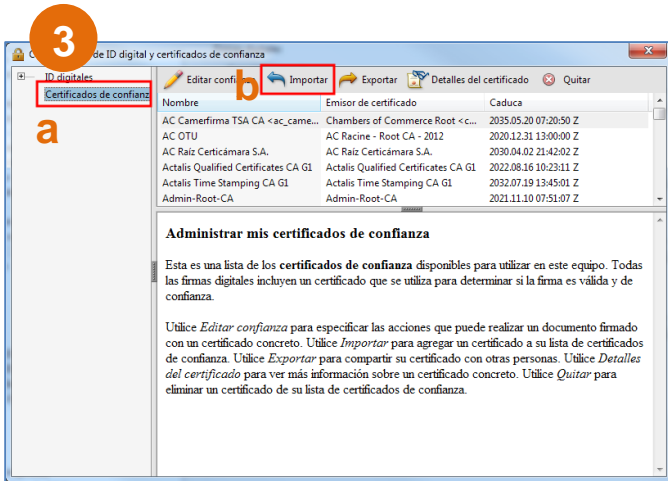 3
C de ID digital y certificados de confianza
ID digitales
Certificados de confianz
a
b
Editar confi Importar Exportar Detalles del certificado Quitar
Nombre Emisor de certificado Caduca
AC Camerfirma TSA CA <ac_came... Chambers of Commerce Root <c... 2035.05.20 07:20:50 Z
AC OTU AC Racine - Root CA - 2012 2020.12.31 13:00:00 Z
AC Raíz Certicámara S.A. AC Raíz Certicámara S.A. 2030.04.02 21:42:02 Z
Actalis Qualified Certificates CA G1 Actalis Qualified Certificates CA G1 2022.08.16 10:23:11 Z
Actalis Time Stamping CA G1 Actalis Time Stamping CA G1 2032.07.19 13:45:01 Z
Admin-Root-CA Admin-Root-CA 2021.11.10 07:51:07 Z
Administrar mis certificados de confianza
Esta es una lista de los certificados de confianza disponibles para utilizar en este equipo. Todas
las firmas digitales incluyen un certificado que se utiliza para determinar si la firma es válida y de
confianza.
Utilice Editar confianza para especificar las acciones que puede realizar un documento firmado
con un certificado concreto. Utilice Importar para agregar un certificado a su lista de certificados
de confianza. Utilice Exportar para compartir su certificado con otras personas. Utilice Detalles
del certificado para ver más información sobre un certificado concreto. Utilice Quitar para
eliminar un certificado de su lista de certificados de confianza.